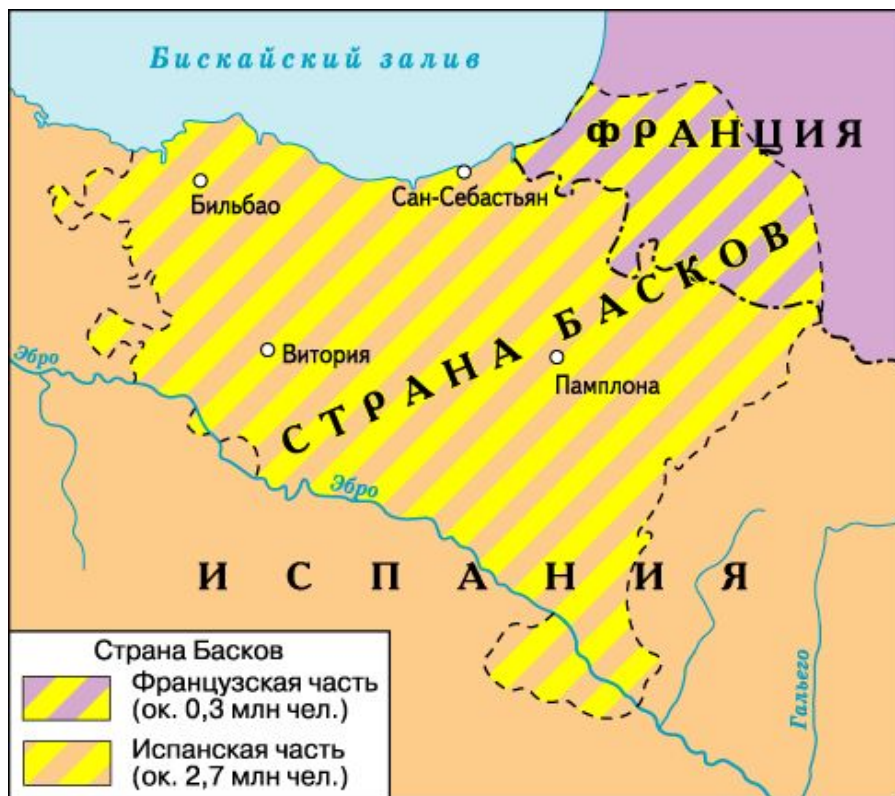 Бискайский залив
ФРАНЦИЯ
Сан-Себастьян
Бильбао
СТРАНА БАСКОВ
Эбро
Витория
Памплона
Эбро
ИСПАНИЯ
Гальего
Страна Басков
Французская часть
(ок. 0,3 млн чел.)
Испанская часть
(ок. 2,7 млн чел.)